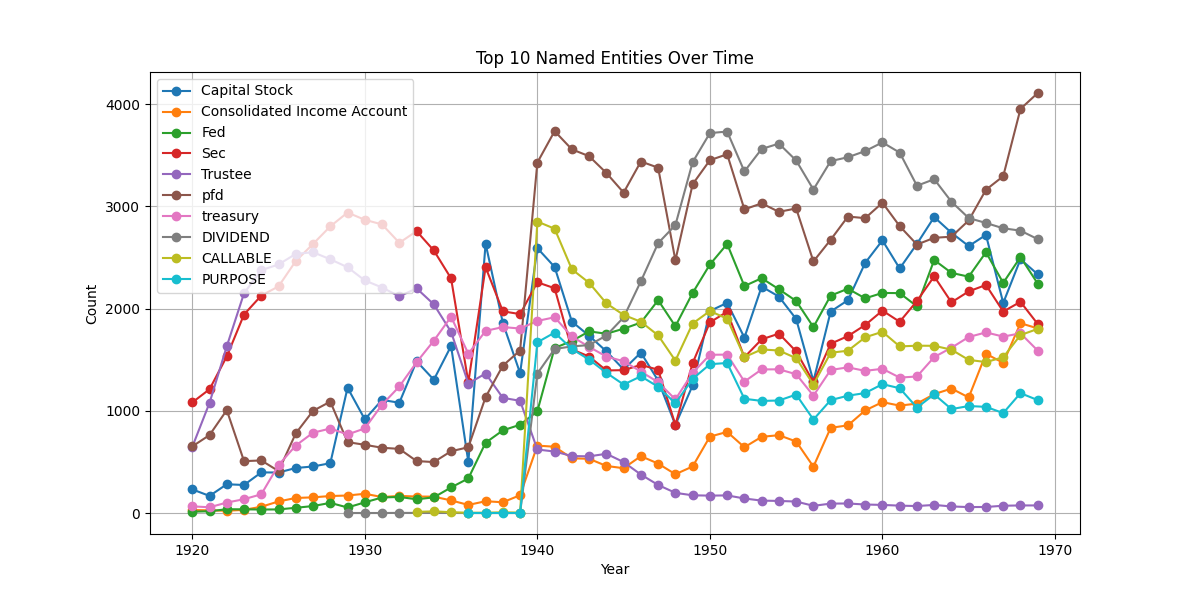 Top 10 Named Entities Over Time
Count
4000
3000
2000
1000
0
Capital Stock
Consolidated Income Account
Fed
Sec
Trustee
pfd
treasury
DIVIDEND
CALLABLE
PURPOSE
1920 1930 1940 1950 1960 1970
Year